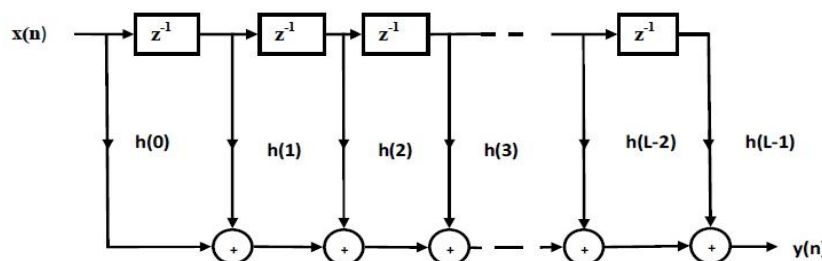 x(n) z-1 z-1 z-1 z-1
h(0) h(1) h(2) h(3) h(L-2) h(L-1)
+ + + + + y(n)